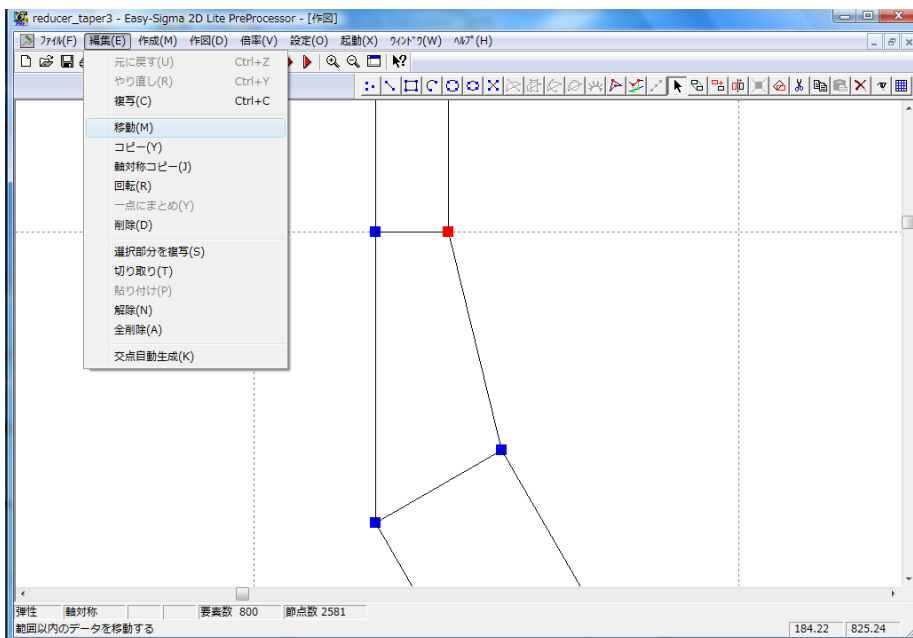 reducer_taper3 - Easy-Sigma 2D Lite PreProcessor - [作図]
ファイル(F) 編集(E) 作成(M) 作図(D) 倍率(V) 設定(O) 起動(X) ウィンドウ(W) ヘルプ(H)
元に戻す(U) Ctrl+Z
やり直し(R) Ctrl+Y
複写(C) Ctrl+C
移動(M)
コピー(Y)
軸対称コピー(J)
回転(R)
一点にまとめ(Y)
削除(D)
選択部分を複写(S)
切り取り(T)
貼り付け(P)
解除(N)
全削除(A)
交点自動生成(K)
弾性 軸対称 要素数 800 節点数 2581
範囲以内のデータを移動する 184.22 825.24